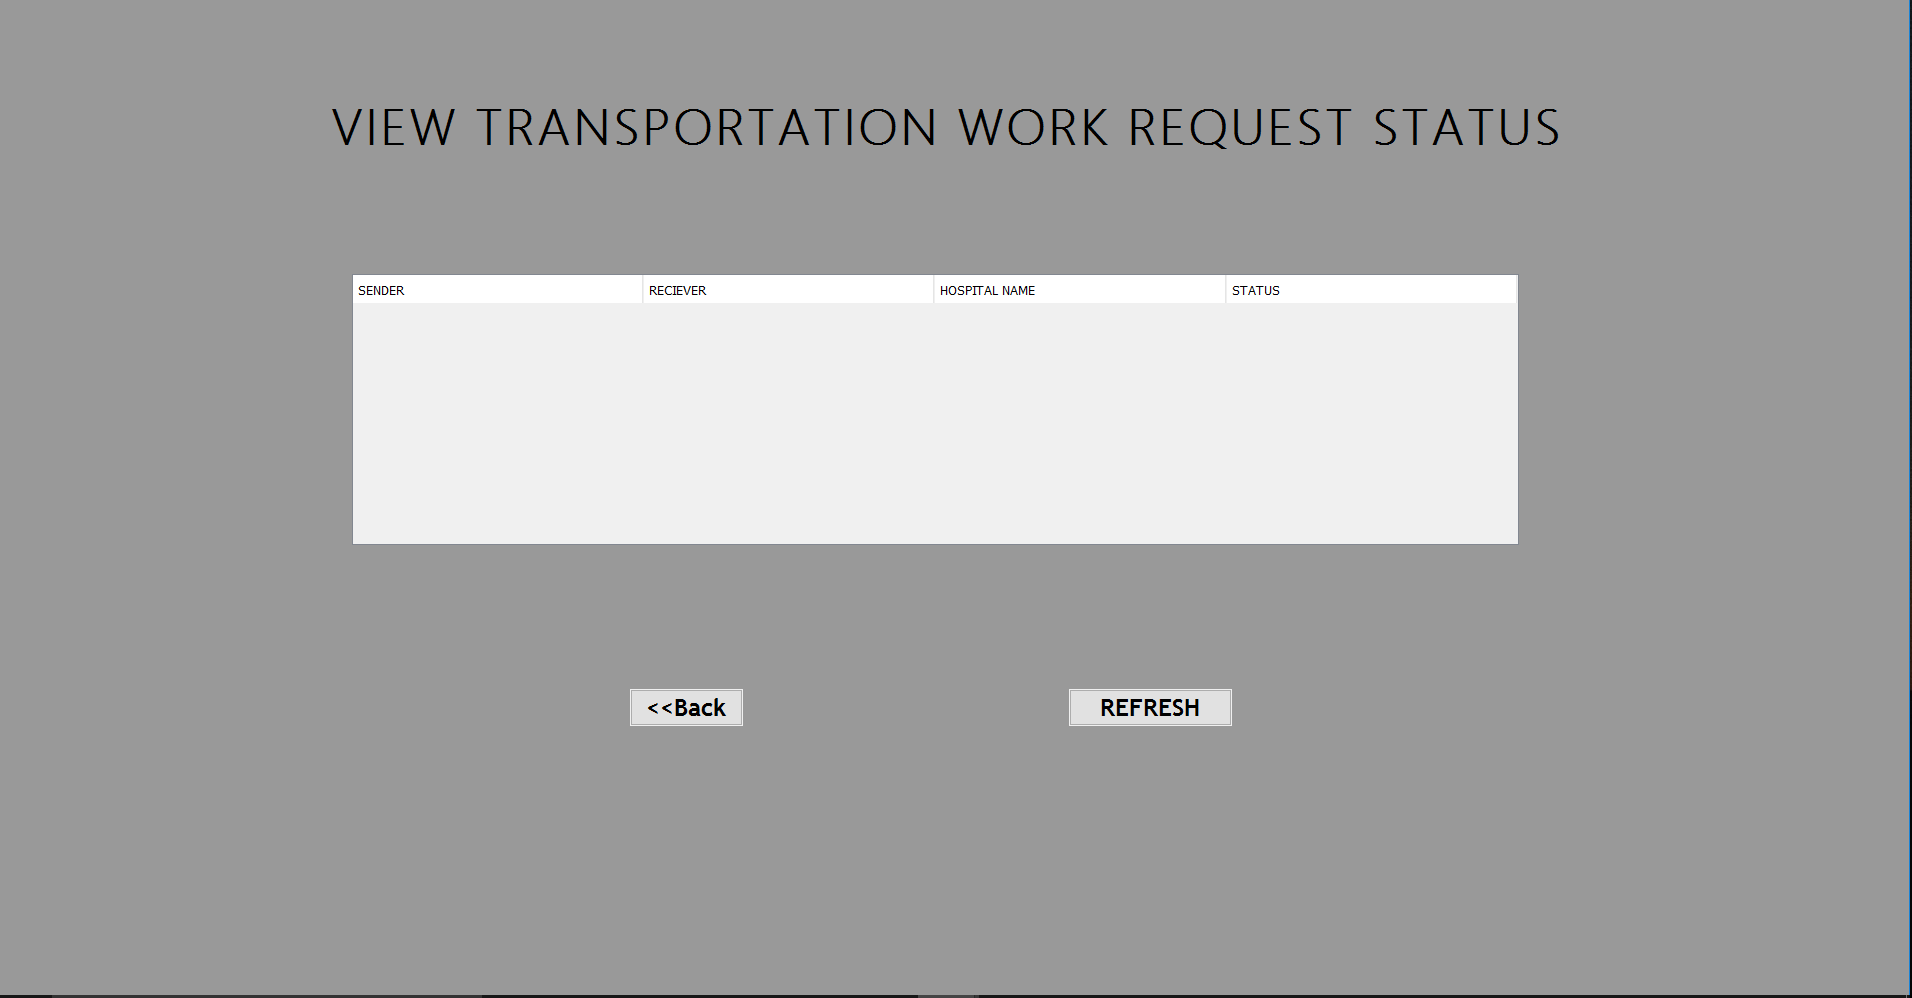 VIEW TRANSPORTATION WORK REQUEST STATUS
SENDER RECIEVER HOSPITAL NAME STATUS
<<Back REFRESH